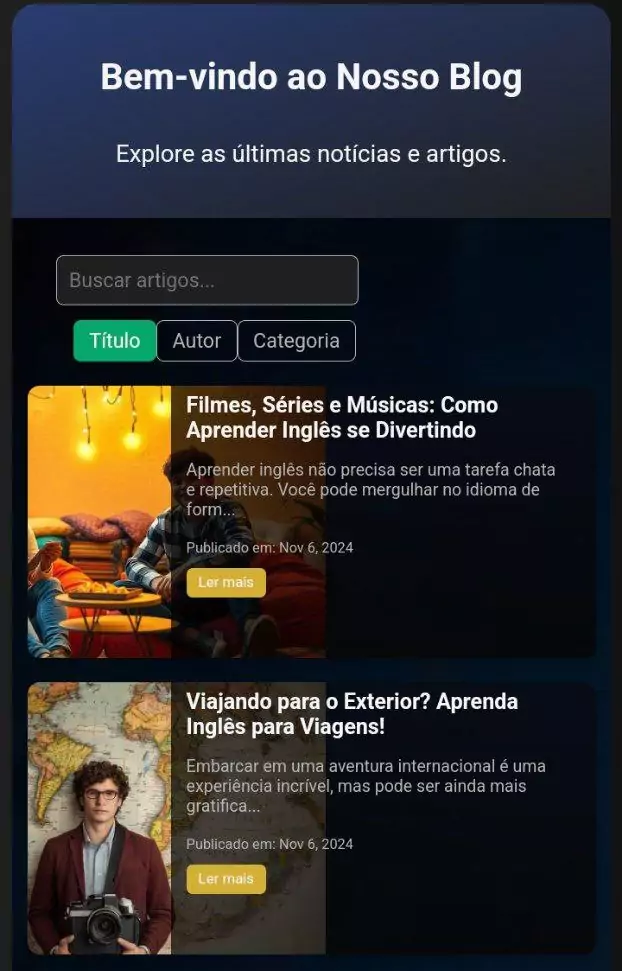 Bem-vindo ao Nosso Blog
Explore as últimas notícias e artigos.
Buscar artigos...
Título
Autor
Categoria
Filmes, Séries e Músicas: Como
Aprender Inglês se Divertindo
Aprender inglês não precisa ser uma tarefa chata
e repetitiva. Você pode mergulhar no idioma de
form...
Publicado em: Nov 6, 2024
Ler mais
Viajando para o Exterior? Aprenda
Inglês para Viagens!
Embarcar em uma aventura internacional é uma
experiência incrível, mas pode ser ainda mais
gratifica...
Publicado em: Nov 6, 2024
Ler mais